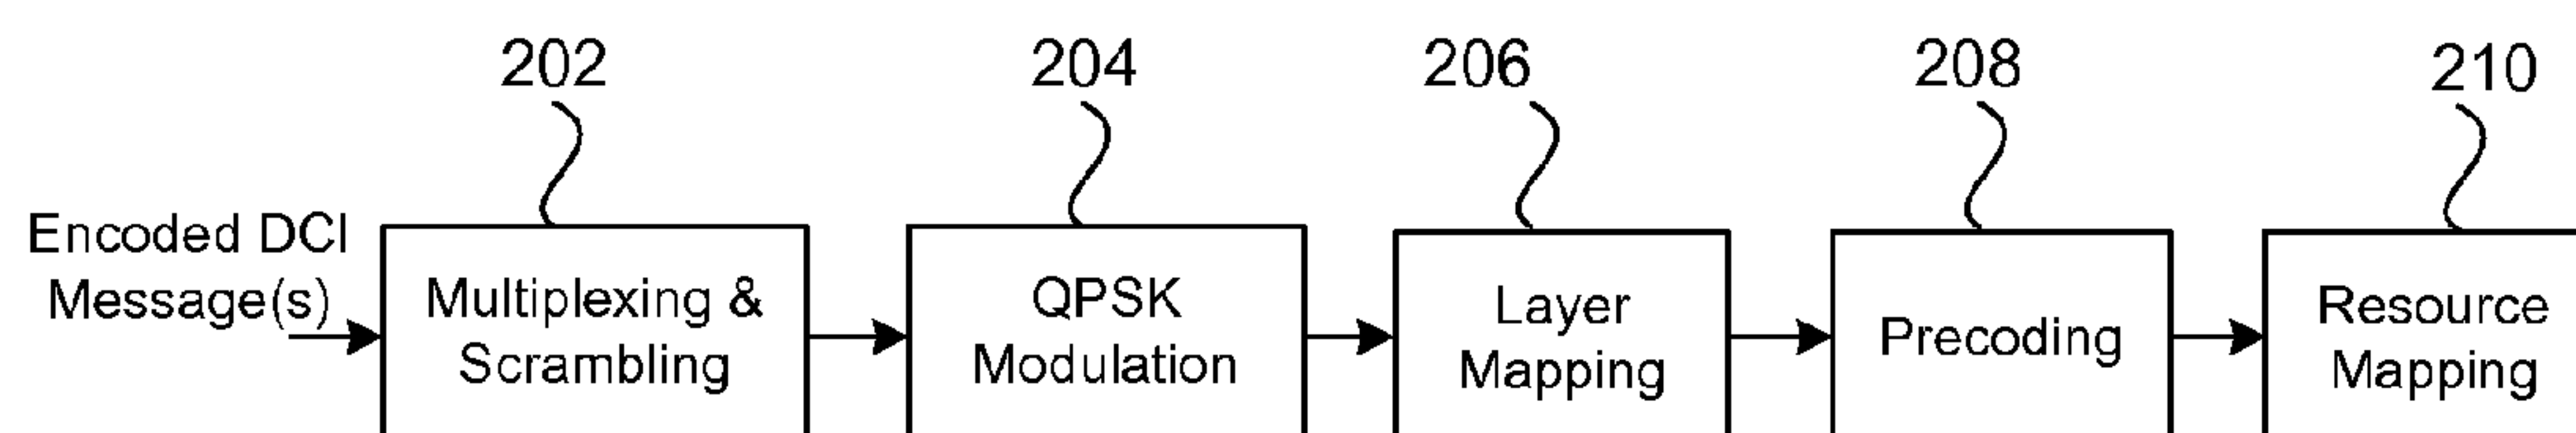 202
204
206
208
210
Encoded DCI
Message(s)
Multiplexing &
Scrambling
QPSK
Modulation
Layer
Mapping
Precoding
Resource
Mapping